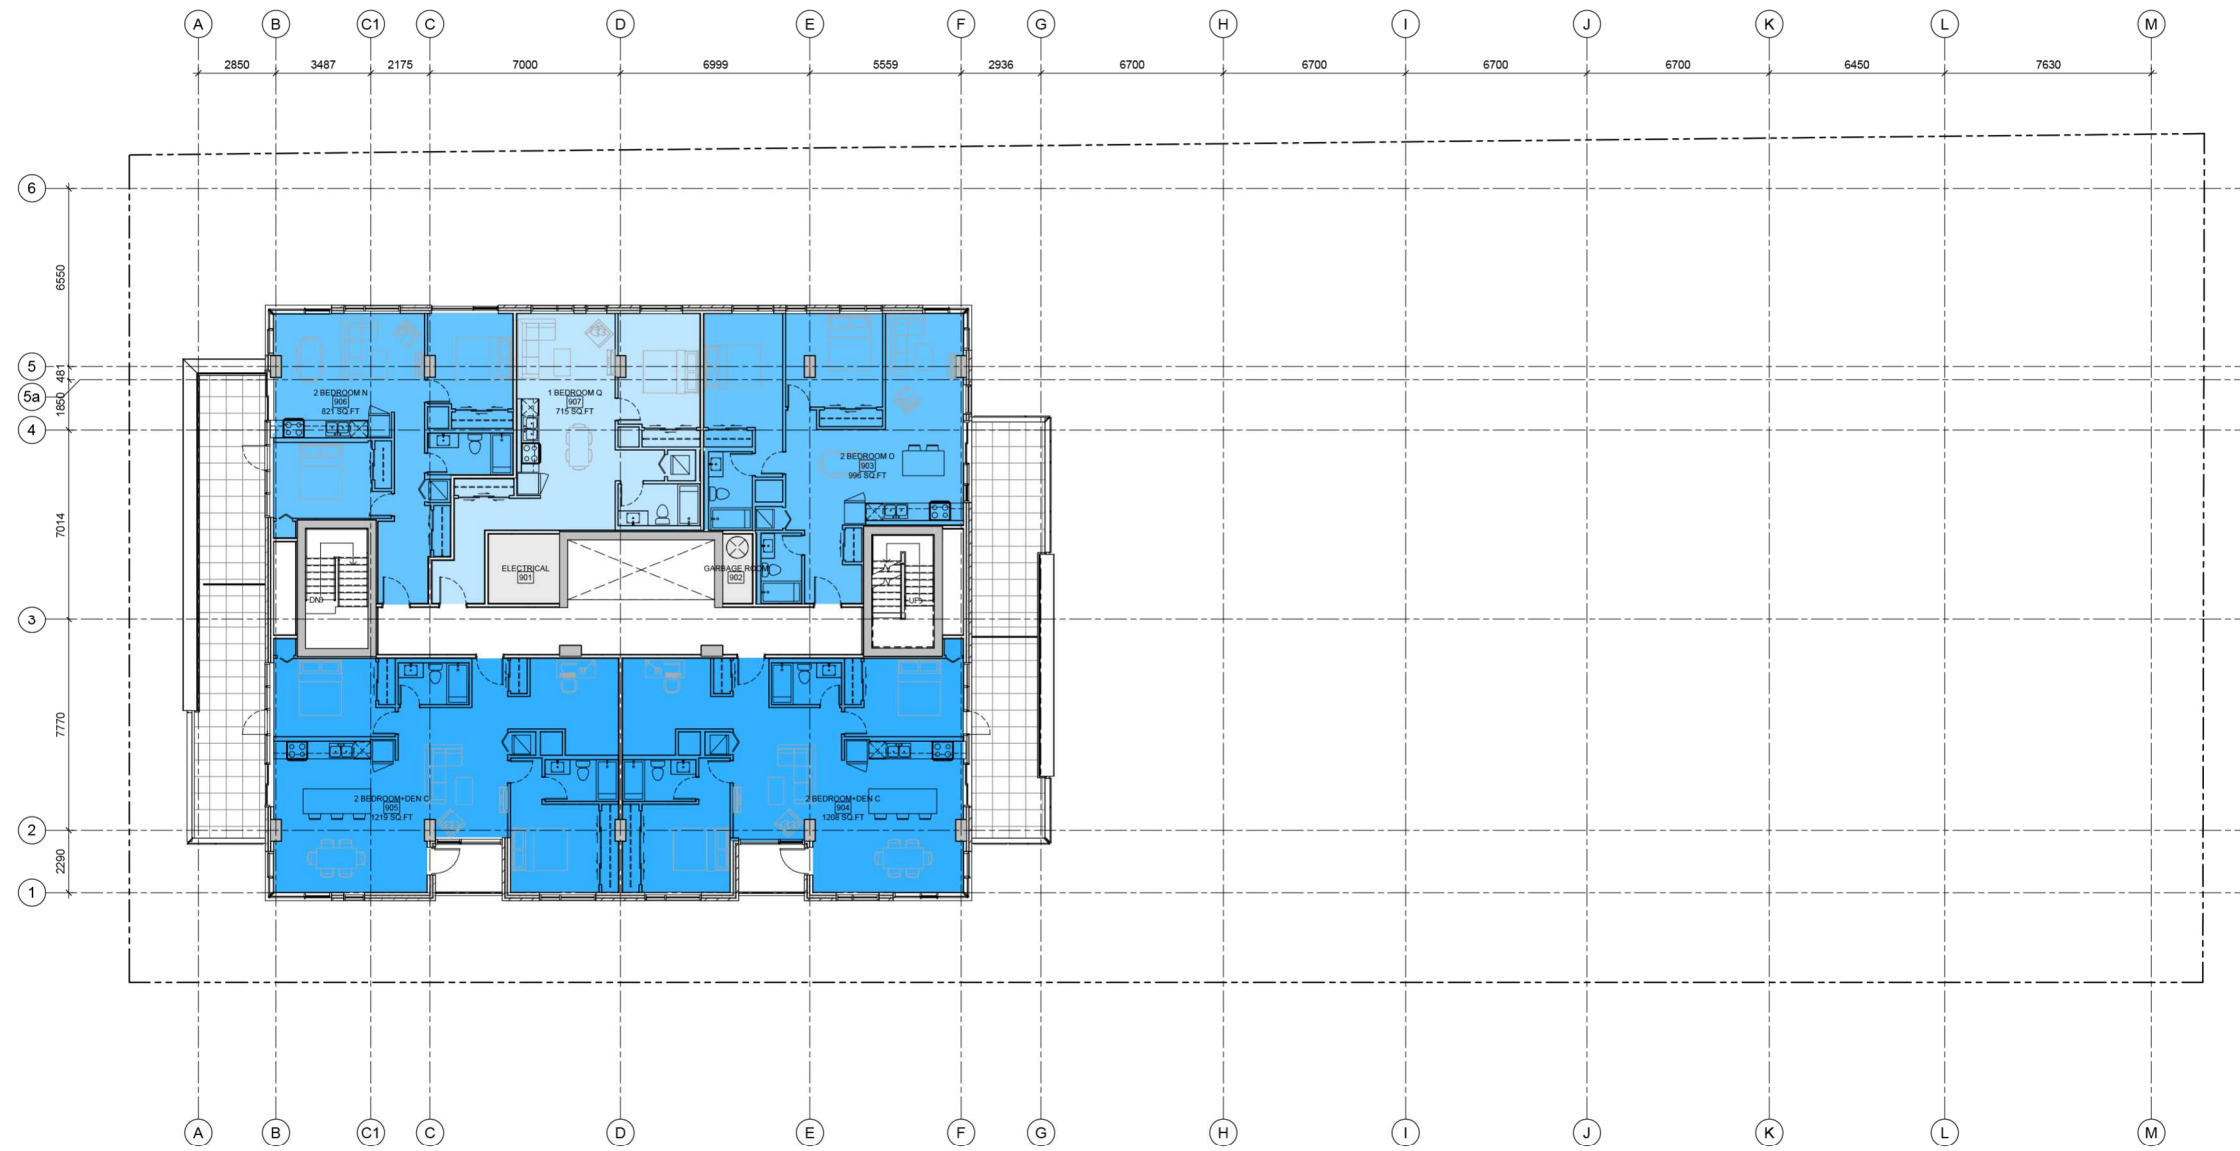 A B C1 C D E F G H I J K L M
2850 3487 2175 7000 6999 5559 2936 6700 6700 6700 6700 6450 7630
6
6550
5
481
5a
1850
4
7014
3
7770
2
2290
1
2 BEDROOM N
906
821 SQ.FT
1 BEDROOM Q
907
715 SQ.FT
2 BEDROOM O
903
996 SQ.FT
ELECTRICAL
901
GARBAGE ROOM
902
DN
UP
2 BEDROOM+DEN C
905
1219 SQ.FT
2 BEDROOM+DEN C
904
1208 SQ.FT
A B C1 C D E F G H I J K L M